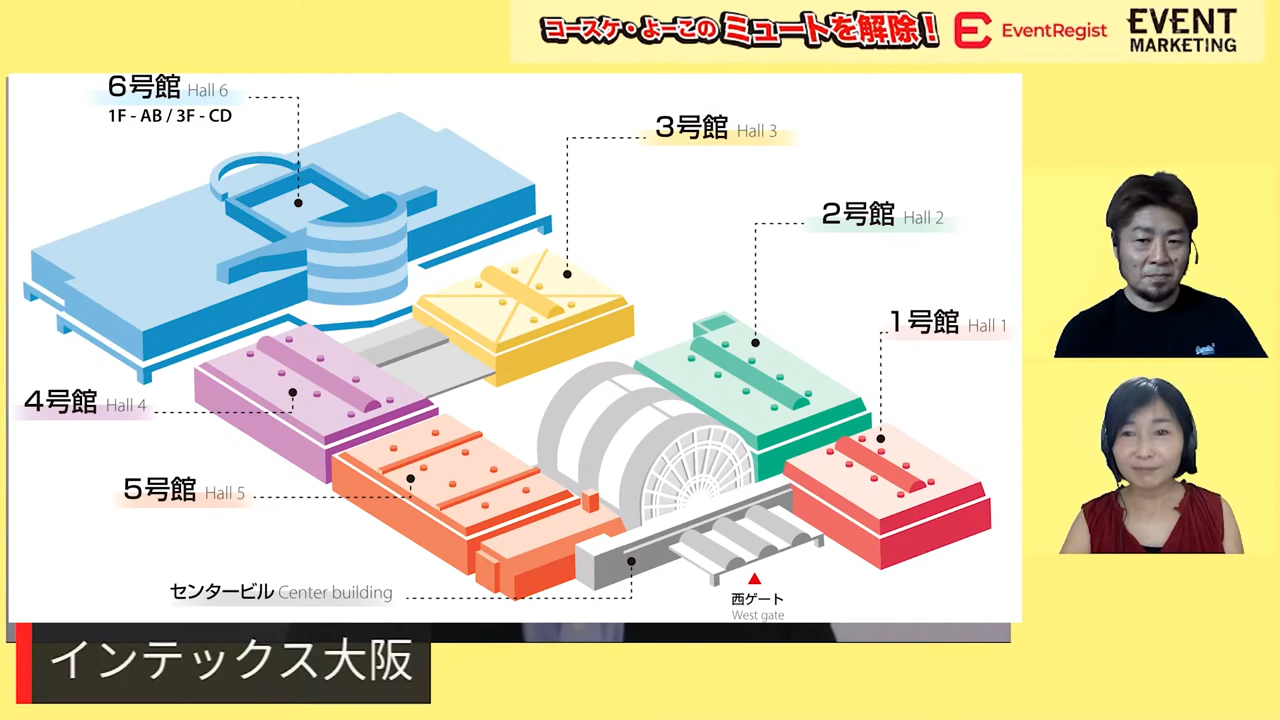 コースケ・よーこの ミュートを解除！
EventRegist
EVENT
MARKETING
6号館 Hall 6
1F - AB / 3F - CD
3号館 Hall 3
2号館 Hall 2
1号館 Hall 1
4号館 Hall 4
5号館 Hall 5
センタービル Center building
西ゲート
West gate
インテックス大阪